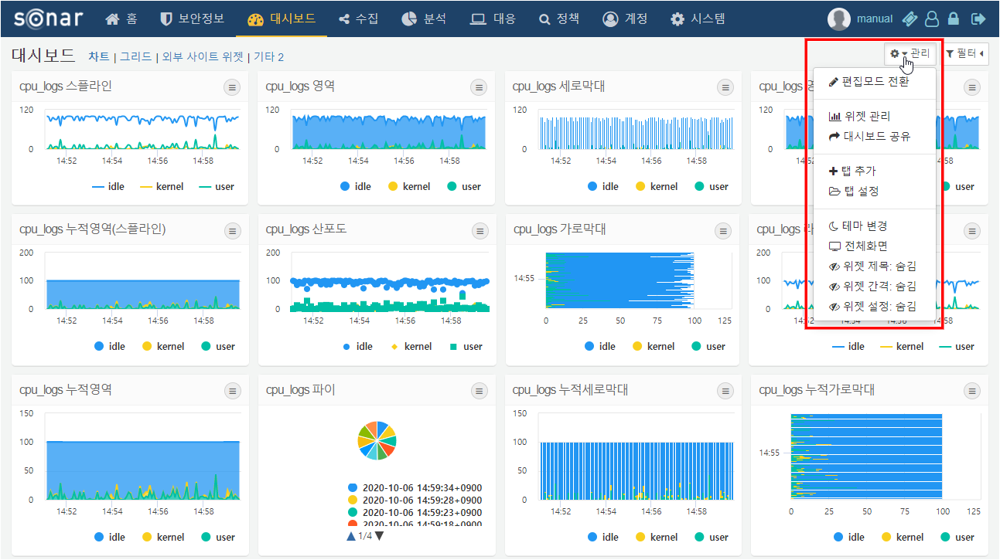 sonar 홈 보안정보 대시보드 수집 분석 대응 정책 계정 시스템 manual
대시보드 차트 | 그리드 | 외부 사이트 위젯 | 기타 2 관리 필터
편집모드 전환
위젯 관리
대시보드 공유
탭 추가
탭 설정
테마 변경
전체화면
위젯 제목: 숨김
위젯 간격: 숨김
위젯 설정: 숨김
cpu_logs 스플라인
120
0
14:52 14:54 14:56 14:58
idle kernel user
cpu_logs 영역
120
0
14:52 14:54 14:56 14:58
idle kernel user
cpu_logs 세로막대
120
0
14:52 14:54 14:56 14:58
idle kernel user
cpu_logs
120
0
user
cpu_logs 누적영역(스플라인)
200
100
0
14:52 14:54 14:56 14:58
idle kernel user
cpu_logs 산포도
200
100
0
14:52 14:54 14:56 14:58
idle kernel user
cpu_logs 가로막대
14:55
0 25 50 75 100 125
idle kernel user
cpu_logs
200
100
0
14:54 14:56 14:58
idle kernel user
cpu_logs 누적영역
150
100
50
0
14:52 14:54 14:56 14:58
idle kernel user
cpu_logs 파이
2020-10-06 14:59:34+0900
2020-10-06 14:59:28+0900
2020-10-06 14:59:23+0900
2020-10-06 14:59:18+0900
1/4
cpu_logs 누적세로막대
150
100
50
0
14:52 14:54 14:56 14:58
idle kernel user
cpu_logs 누적가로막대
14:55
0 25 50 75 100 125
idle kernel user